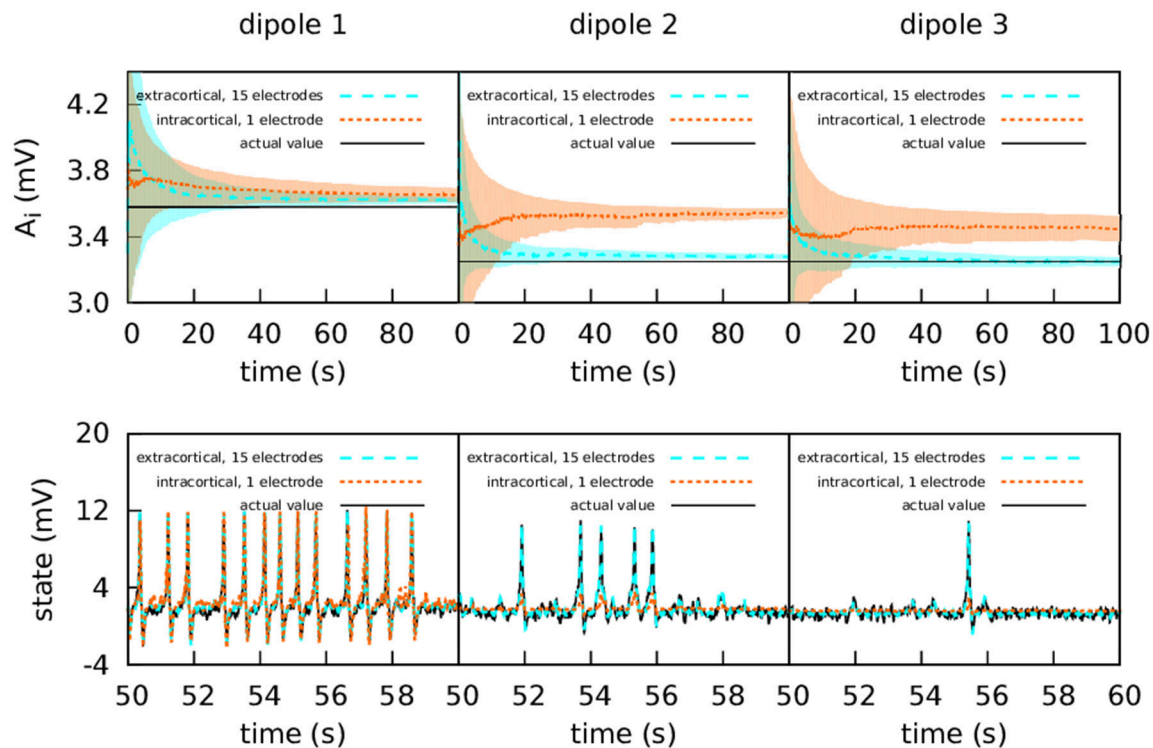 dipole 1 dipole 2 dipole 3
A_i (mV)
4.2
3.8
3.4
3.0
extracortical, 15 electrodes
intracortical, 1 electrode
actual value
extracortical, 15 electrodes
intracortical, 1 electrode
actual value
extracortical, 15 electrodes
intracortical, 1 electrode
actual value
0 20 40 60 80 0 20 40 60 80 0 20 40 60 80 100
time (s) time (s) time (s)
state (mV)
20
12
4
-4
extracortical, 15 electrodes
intracortical, 1 electrode
actual value
extracortical, 15 electrodes
intracortical, 1 electrode
actual value
extracortical, 15 electrodes
intracortical, 1 electrode
actual value
50 52 54 56 58 50 52 54 56 58 50 52 54 56 58 60
time (s) time (s) time (s)